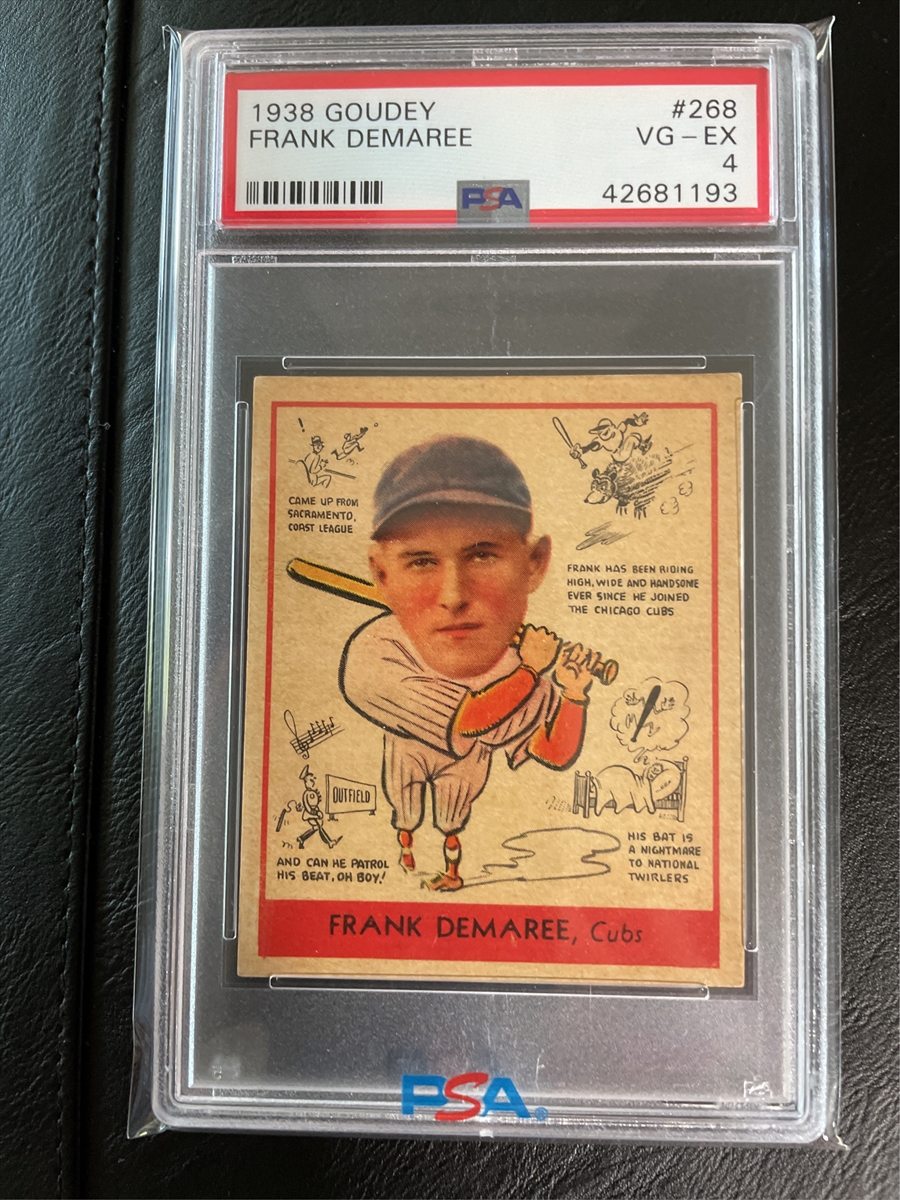 1938 GOUDEY #268
FRANK DEMAREE VG-EX
4
PSA 42681193
!
CAME UP FROM
SACRAMENTO,
COAST LEAGUE
FRANK HAS BEEN RIDING
HIGH, WIDE AND HANDSOME
EVER SINCE HE JOINED
THE CHICAGO CUBS
OUTFIELD
AND CAN HE PATROL
HIS BEAT, OH BOY!
HIS BAT IS
A NIGHTMARE
TO NATIONAL
TWIRLERS
FRANK DEMAREE, Cubs
PSA®